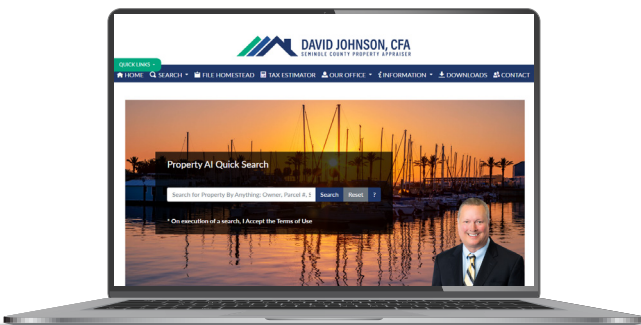 DAVID JOHNSON, CFA
SEMINOLE COUNTY PROPERTY APPRAISER
QUICK LINKS
HOME SEARCH FILE HOMESTEAD TAX ESTIMATOR OUR OFFICE INFORMATION DOWNLOADS CONTACT
Property AI Quick Search
Search for Property By Anything: Owner, Parcel #, Search Reset ?
* On execution of a search, I Accept the Terms of Use